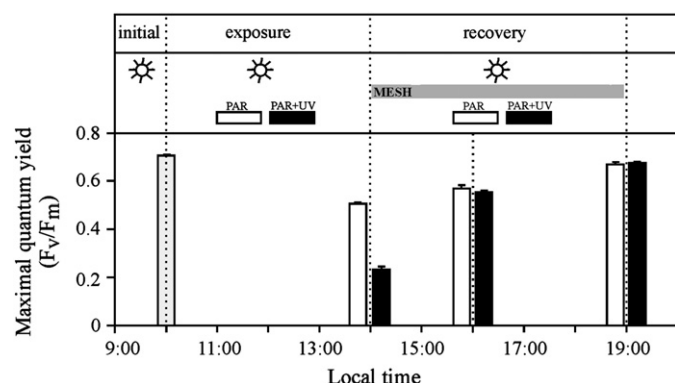 initial exposure recovery
MESH
PAR PAR+UV PAR PAR+UV
Maximal quantum yield
(Fv/Fm)
0.8
0.6
0.4
0.2
0
9:00 11:00 13:00 15:00 17:00 19:00
Local time